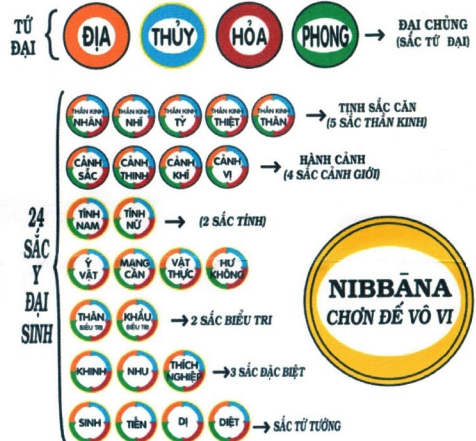 TỨ ĐẠI
ĐỊA THỦY HỎA PHONG → ĐẠI CHỦNG
(SẮC TỨ ĐẠI)
24 SẮC Y ĐẠI SINH
THẦN KINH NHÃN THẦN KINH NHĨ THẦN KINH TỶ THẦN KINH THIỆT THẦN KINH THÂN → TỊNH SẮC CĂN
(5 SẮC THẦN KINH)
CẢNH SẮC CẢNH THINH CẢNH KHÍ CẢNH VỊ → HÀNH CẢNH
(4 SẮC CẢNH GIỚI)
TÍNH NAM TÍNH NỮ → (2 SẮC TÍNH)
Ý VẬT MẠNG CĂN VẬT THỰC HƯ KHÔNG
THÂN BIỂU TRI KHẨU BIỂU TRI → 2 SẮC BIỂU TRI
KHINH NHU THÍCH NGHIỆP → 3 SẮC ĐẶC BIỆT
SINH TIẾN DỊ DIỆT → SẮC TỨ TƯỚNG
NIBBĀNA
CHƠN ĐẾ VÔ VI